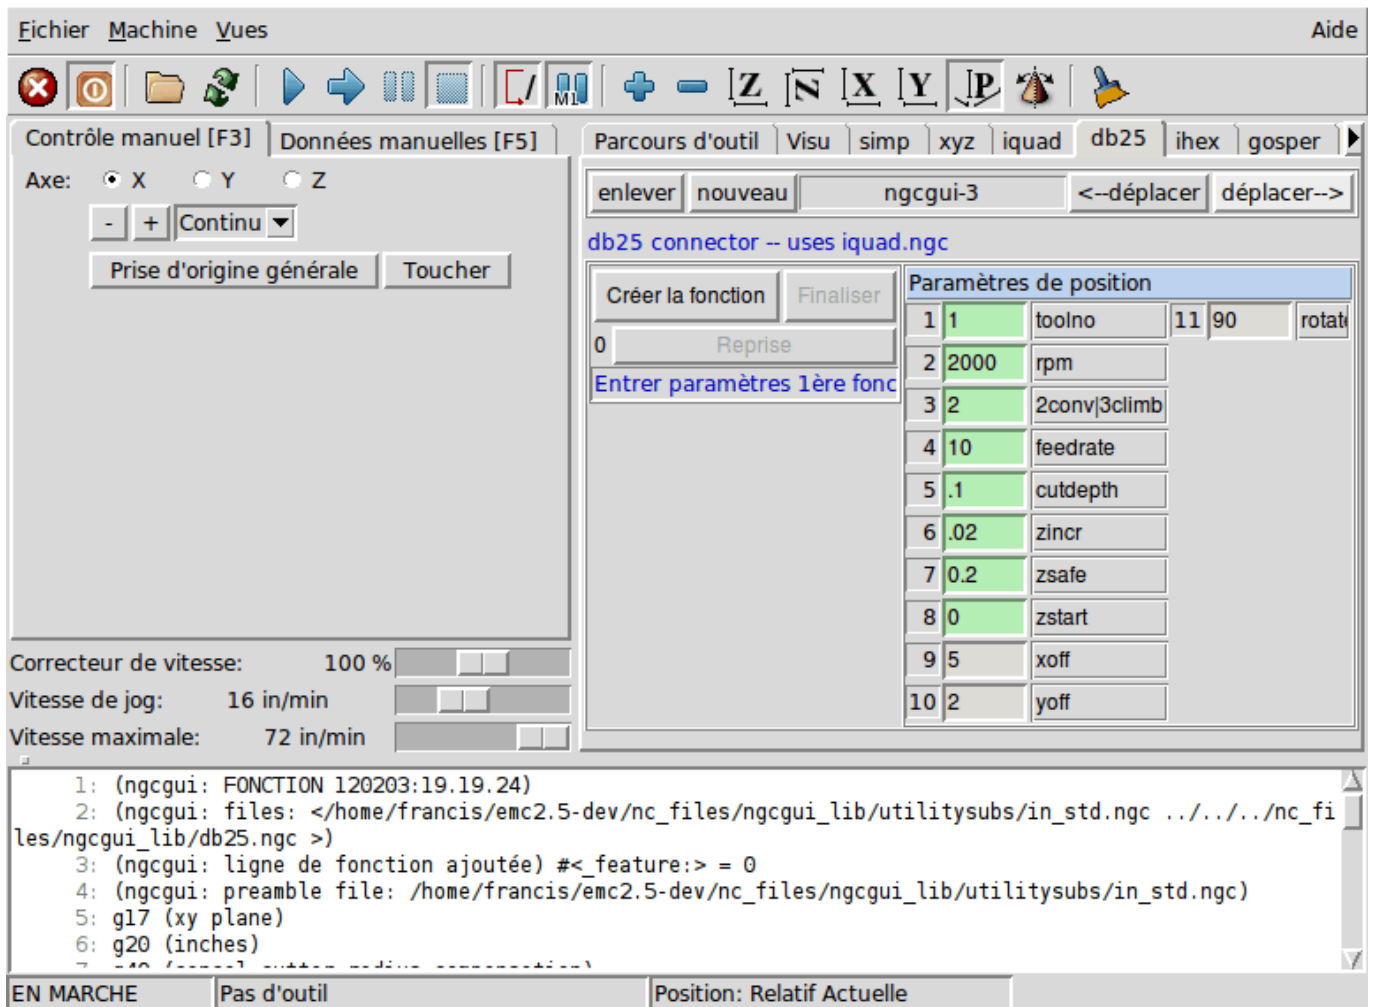 Fichier Machine Vues Aide
M1 Z N X Y P
Contrôle manuel [F3] Données manuelles [F5]
Axe: X Y Z
- + Continu
Prise d'origine générale Toucher
Parcours d'outil Visu simp xyz iquad db25 ihex gosper
enlever nouveau ngcgui-3 <--déplacer déplacer-->
db25 connector -- uses iquad.ngc
Créer la fonction Finaliser
0 Reprise
Entrer paramètres 1ère fonc
Paramètres de position
1 1 toolno 11 90 rotate
2 2000 rpm
3 2 2conv|3climb
4 10 feedrate
5 .1 cutdepth
6 .02 zincr
7 0.2 zsafe
8 0 zstart
9 5 xoff
10 2 yoff
Correcteur de vitesse: 100 %
Vitesse de jog: 16 in/min
Vitesse maximale: 72 in/min
1: (ngcgui: FONCTION 120203:19.19.24)
2: (ngcgui: files: </home/francis/emc2.5-dev/nc_files/ngcgui_lib/utilitysubs/in_std.ngc ../../../nc_fi
les/ngcgui_lib/db25.ngc >)
3: (ngcgui: ligne de fonction ajoutée) #<_feature:> = 0
4: (ngcgui: preamble file: /home/francis/emc2.5-dev/nc_files/ngcgui_lib/utilitysubs/in_std.ngc)
5: g17 (xy plane)
6: g20 (inches)
EN MARCHE Pas d'outil Position: Relatif Actuelle